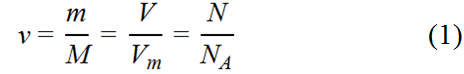 v = m/M = V/V_m = N/N_A (1)